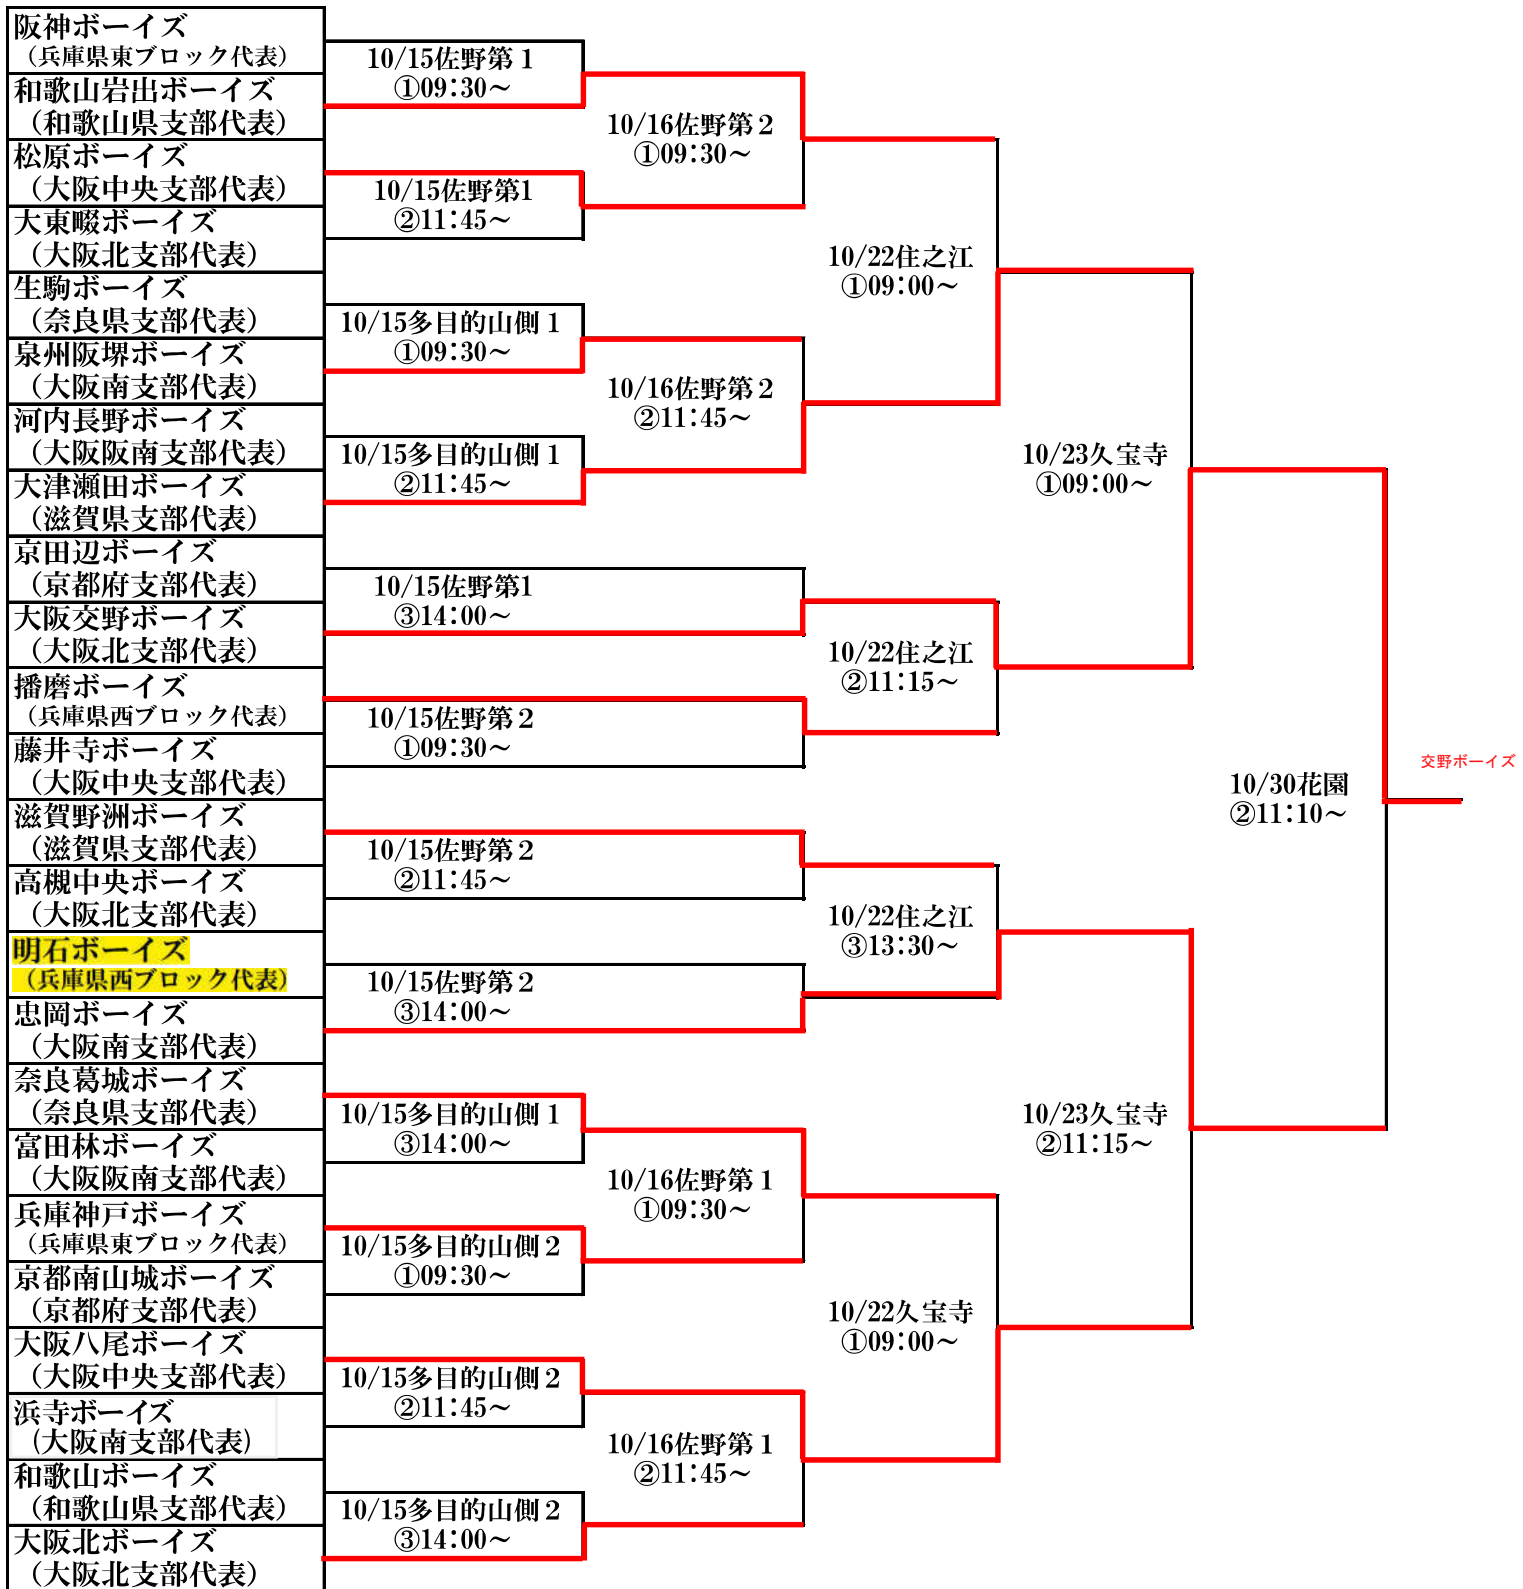 阪神ボーイズ
（兵庫県東ブロック代表）
和歌山岩出ボーイズ
（和歌山県支部代表）
松原ボーイズ
（大阪中央支部代表）
大東畷ボーイズ
（大阪北支部代表）
生駒ボーイズ
（奈良県支部代表）
泉州阪堺ボーイズ
（大阪南支部代表）
河内長野ボーイズ
（大阪阪南支部代表）
大津瀬田ボーイズ
（滋賀県支部代表）
京田辺ボーイズ
（京都府支部代表）
大阪交野ボーイズ
（大阪北支部代表）
播磨ボーイズ
（兵庫県西ブロック代表）
藤井寺ボーイズ
（大阪中央支部代表）
滋賀野洲ボーイズ
（滋賀県支部代表）
高槻中央ボーイズ
（大阪北支部代表）
明石ボーイズ
（兵庫県西ブロック代表）
忠岡ボーイズ
（大阪南支部代表）
奈良葛城ボーイズ
（奈良県支部代表）
富田林ボーイズ
（大阪阪南支部代表）
兵庫神戸ボーイズ
（兵庫県東ブロック代表）
京都南山城ボーイズ
（京都府支部代表）
大阪八尾ボーイズ
（大阪中央支部代表）
浜寺ボーイズ
(大阪南支部代表)
和歌山ボーイズ
（和歌山県支部代表）
大阪北ボーイズ
（大阪北支部代表）
10/15佐野第１
①09:30～
10/15佐野第1
②11:45～
10/15多目的山側１
①09:30～
10/15多目的山側１
②11:45～
10/15佐野第1
③14:00～
10/15佐野第２
①09:30～
10/15佐野第２
②11:45～
10/15佐野第２
③14:00～
10/15多目的山側１
③14:00～
10/15多目的山側２
①09:30～
10/15多目的山側２
②11:45～
10/15多目的山側２
③14:00～
10/16佐野第２
①09:30～
10/16佐野第２
②11:45～
10/16佐野第１
①09:30～
10/16佐野第１
②11:45～
10/22住之江
①09:00～
10/22住之江
②11:15～
10/22住之江
③13:30～
10/22久宝寺
①09:00～
10/23久宝寺
①09:00～
10/23久宝寺
②11:15～
10/30花園
②11:10～
交野ボーイズ